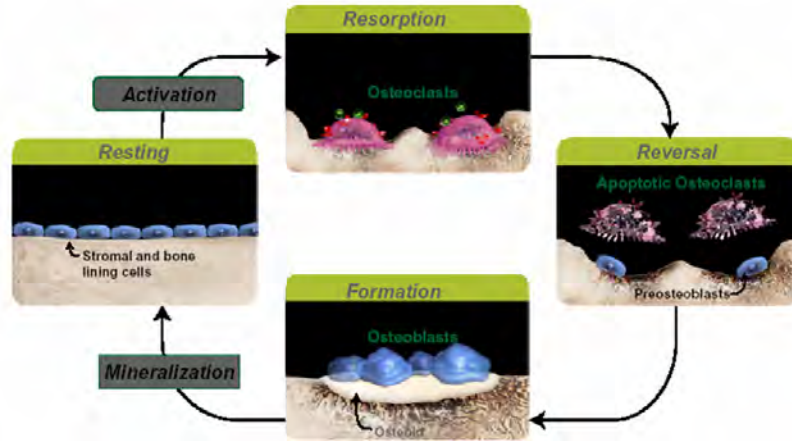 Resorption
Activation
Osteoclasts
Resting
Reversal
Apoptotic Osteoclasts
Stromal and bone
lining cells
Formation
Preosteoblasts
Osteoblasts
Mineralization
Osteoid